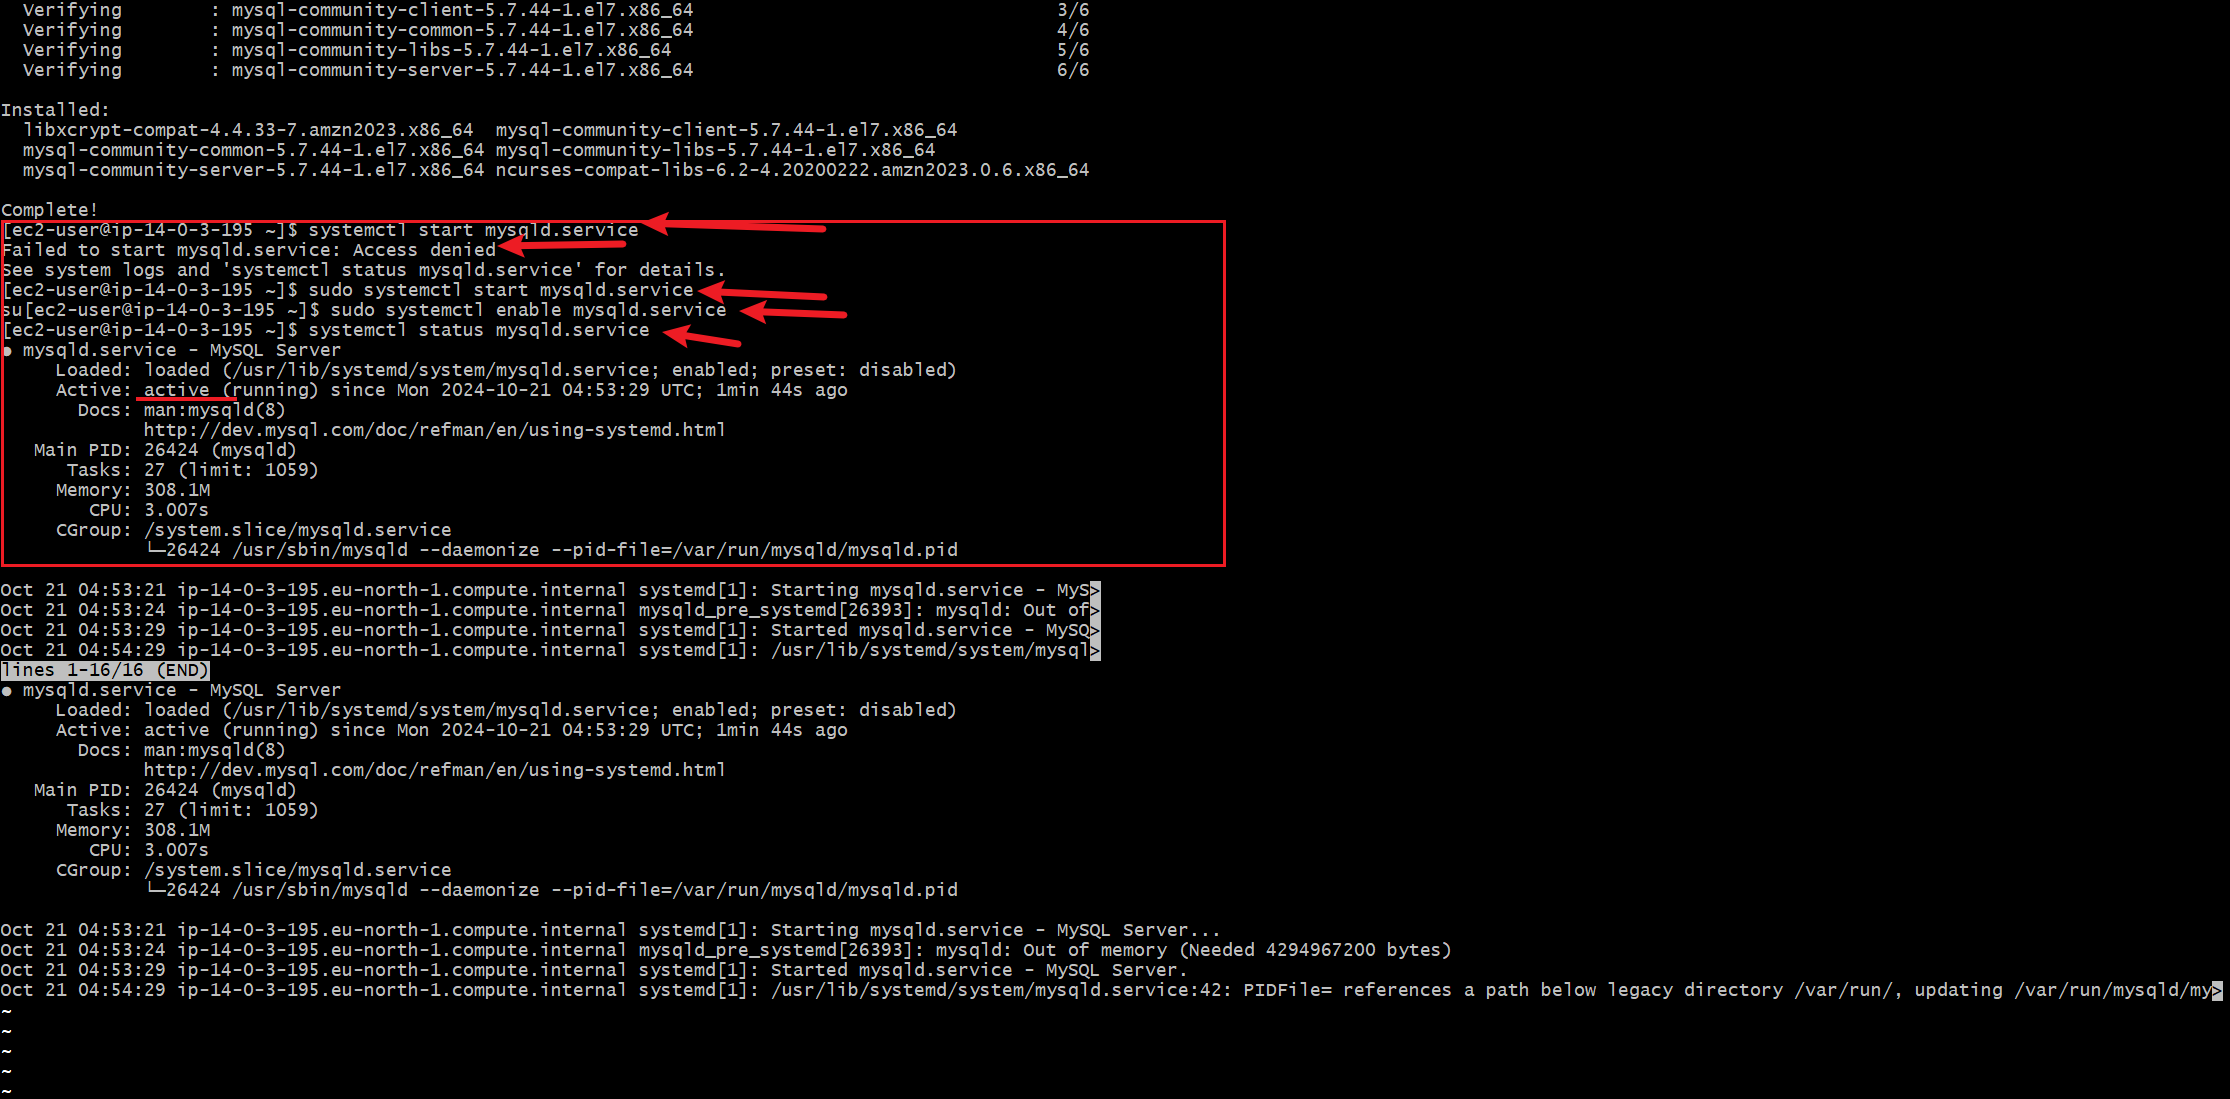 Verifying : mysql-community-client-5.7.44-1.el7.x86_64 3/6
Verifying : mysql-community-common-5.7.44-1.el7.x86_64 4/6
Verifying : mysql-community-libs-5.7.44-1.el7.x86_64 5/6
Verifying : mysql-community-server-5.7.44-1.el7.x86_64 6/6
Installed:
libxcrypt-compat-4.4.33-7.amzn2023.x86_64 mysql-community-client-5.7.44-1.el7.x86_64
mysql-community-common-5.7.44-1.el7.x86_64 mysql-community-libs-5.7.44-1.el7.x86_64
mysql-community-server-5.7.44-1.el7.x86_64 ncurses-compat-libs-6.2-4.20200222.amzn2023.0.6.x86_64
Complete!
[ec2-user@ip-14-0-3-195 ~]$ systemctl start mysqld.service
Failed to start mysqld.service: Access denied
See system logs and 'systemctl status mysqld.service' for details.
[ec2-user@ip-14-0-3-195 ~]$ sudo systemctl start mysqld.service
su[ec2-user@ip-14-0-3-195 ~]$ sudo systemctl enable mysqld.service
[ec2-user@ip-14-0-3-195 ~]$ systemctl status mysqld.service
● mysqld.service - MySQL Server
Loaded: loaded (/usr/lib/systemd/system/mysqld.service; enabled; preset: disabled)
Active: active (running) since Mon 2024-10-21 04:53:29 UTC; 1min 44s ago
Docs: man:mysqld(8)
http://dev.mysql.com/doc/refman/en/using-systemd.html
Main PID: 26424 (mysqld)
Tasks: 27 (limit: 1059)
Memory: 308.1M
CPU: 3.007s
CGroup: /system.slice/mysqld.service
└─26424 /usr/sbin/mysqld --daemonize --pid-file=/var/run/mysqld/mysqld.pid
Oct 21 04:53:21 ip-14-0-3-195.eu-north-1.compute.internal systemd[1]: Starting mysqld.service - MyS>
Oct 21 04:53:24 ip-14-0-3-195.eu-north-1.compute.internal mysqld_pre_systemd[26393]: mysqld: Out of>
Oct 21 04:53:29 ip-14-0-3-195.eu-north-1.compute.internal systemd[1]: Started mysqld.service - MySQ>
Oct 21 04:54:29 ip-14-0-3-195.eu-north-1.compute.internal systemd[1]: /usr/lib/systemd/system/mysql>
lines 1-16/16 (END)
● mysqld.service - MySQL Server
Loaded: loaded (/usr/lib/systemd/system/mysqld.service; enabled; preset: disabled)
Active: active (running) since Mon 2024-10-21 04:53:29 UTC; 1min 44s ago
Docs: man:mysqld(8)
http://dev.mysql.com/doc/refman/en/using-systemd.html
Main PID: 26424 (mysqld)
Tasks: 27 (limit: 1059)
Memory: 308.1M
CPU: 3.007s
CGroup: /system.slice/mysqld.service
└─26424 /usr/sbin/mysqld --daemonize --pid-file=/var/run/mysqld/mysqld.pid
Oct 21 04:53:21 ip-14-0-3-195.eu-north-1.compute.internal systemd[1]: Starting mysqld.service - MySQL Server...
Oct 21 04:53:24 ip-14-0-3-195.eu-north-1.compute.internal mysqld_pre_systemd[26393]: mysqld: Out of memory (Needed 4294967200 bytes)
Oct 21 04:53:29 ip-14-0-3-195.eu-north-1.compute.internal systemd[1]: Started mysqld.service - MySQL Server.
Oct 21 04:54:29 ip-14-0-3-195.eu-north-1.compute.internal systemd[1]: /usr/lib/systemd/system/mysqld.service:42: PIDFile= references a path below legacy directory /var/run/, updating /var/run/mysqld/my>
~
~
~
~
~